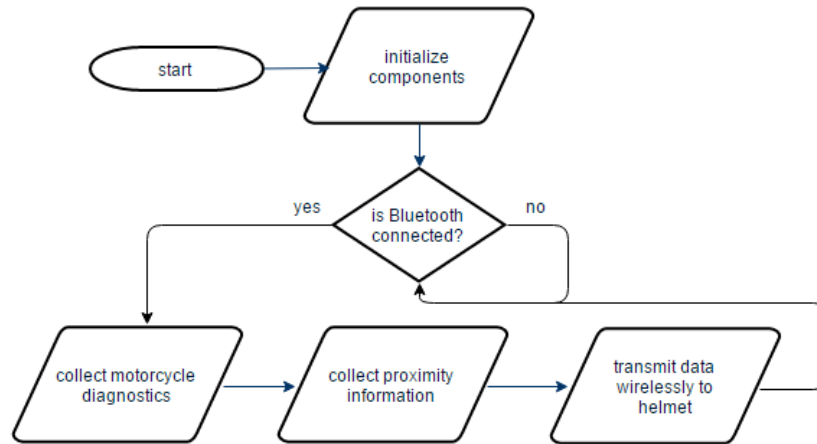 start
initialize
components
yes
is Bluetooth
connected?
no
collect motorcycle
diagnostics
collect proximity
information
transmit data
wirelessly to
helmet